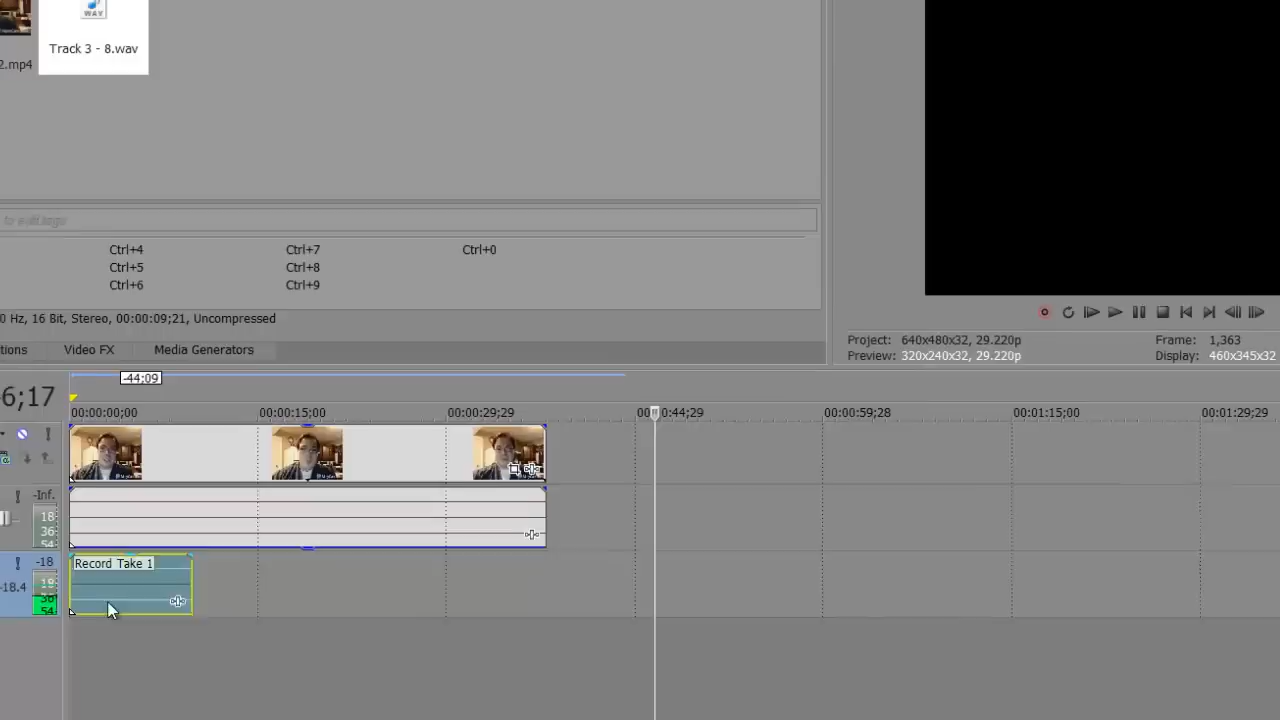 WAV
Track 3 - 8.wav
2.mp4
to edit tags
Ctrl+4 Ctrl+7 Ctrl+0
Ctrl+5 Ctrl+8
Ctrl+6 Ctrl+9
0 Hz, 16 Bit, Stereo, 00:00:09;21, Uncompressed
tions Video FX Media Generators
Project: 640x480x32, 29.220p Frame: 1,363
Preview: 320x240x32, 29.220p Display: 460x345x32
-44;09
6;17
00:00:00;00 00:00:15;00 00:00:29;29 00:00:44;29 00:00:59;28 00:01:15;00 00:01:29;29
-Inf.
18
36
54
-18
Record Take 1
-18.4 18
36
54